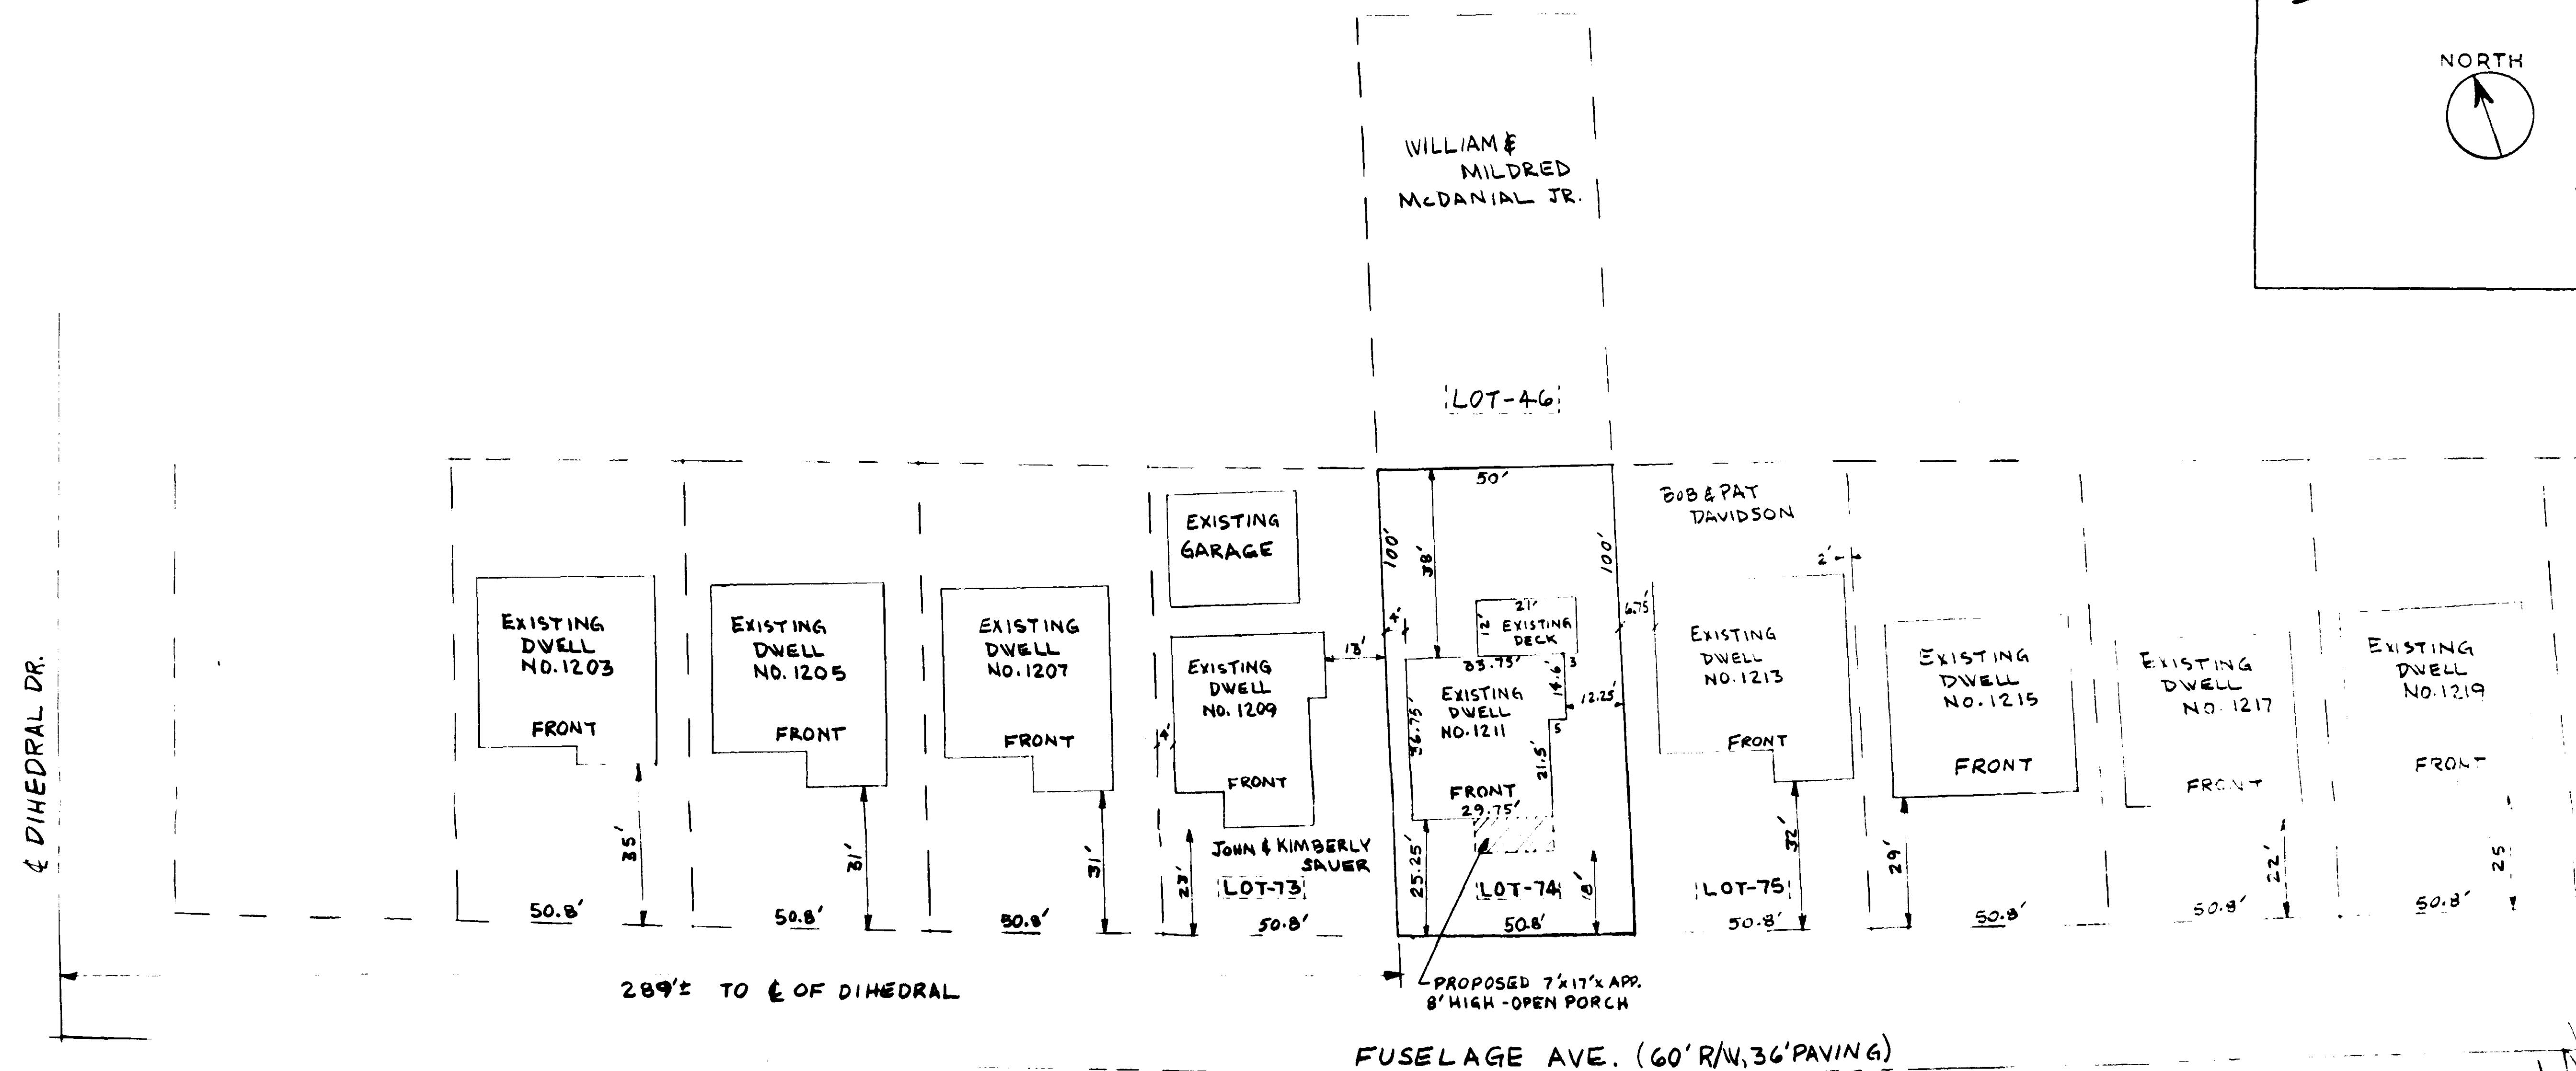 NORTH
WILLIAM &
MILDRED
McDANIAL JR.
LOT-46
50'
BOB & PAT
DAVIDSON
EXISTING
GARAGE
100'
38'
100'
2'
EXISTING
DWELL
NO. 1203
FRONT
35'
50.8'
EXISTING
DWELL
NO. 1205
FRONT
31'
50.8'
EXISTING
DWELL
NO. 1207
FRONT
31'
50.8'
EXISTING
DWELL
NO. 1209
FRONT
4'
13'
23'
JOHN & KIMBERLY
SAUER
LOT-73
50.8'
4'
21'
12'
EXISTING
DECK
33.75'
3
14.6'
12.25'
5
36.75'
21.5'
EXISTING
DWELL
NO. 1211
FRONT
29.75'
25.25'
18'
LOT-74
50.8'
6.75'
EXISTING
DWELL
NO. 1213
FRONT
32'
LOT-75
50.8'
EXISTING
DWELL
NO. 1215
FRONT
29'
50.8'
EXISTING
DWELL
NO. 1217
FRONT
22'
50.8'
EXISTING
DWELL
NO. 1219
FRONT
25
50.8'
℄ DIHEDRAL DR.
289'± TO ℄ OF DIHEDRAL
PROPOSED 7'x17'x APP.
8' HIGH - OPEN PORCH
FUSELAGE AVE. (60' R/W, 36' PAVING)